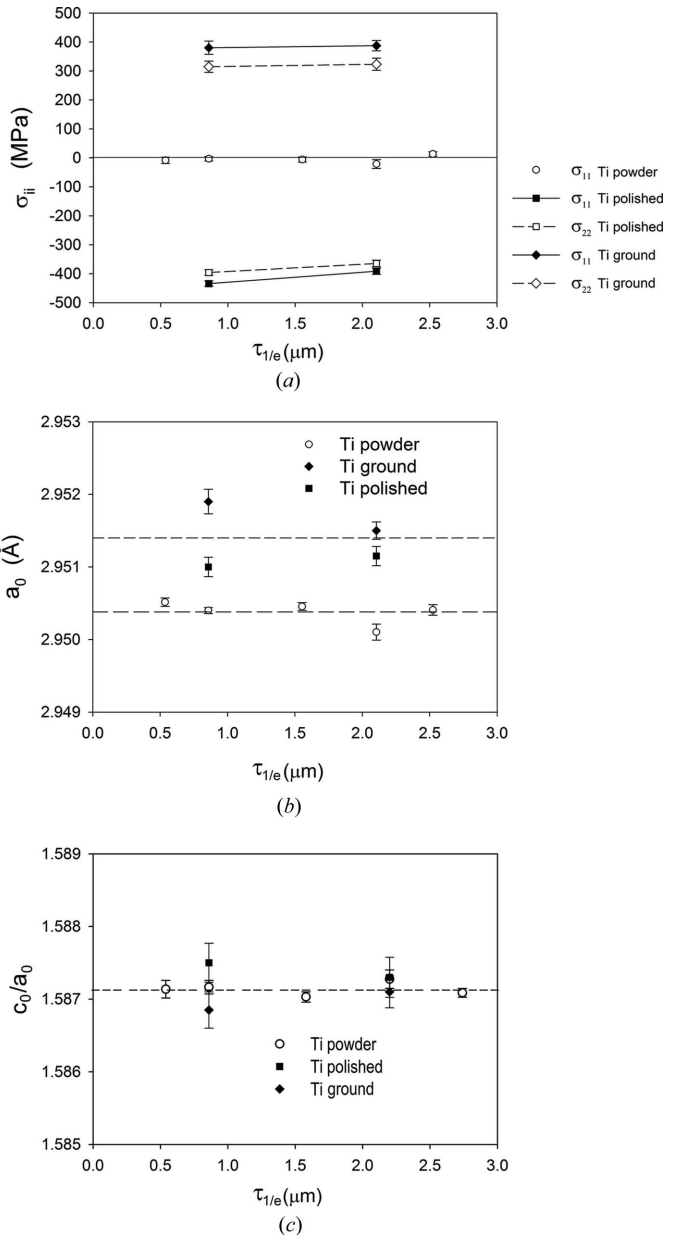 400
300
200
100
0
-100
-200
-300
-400
-500
σii (MPa)
0.0 0.5 1.0 1.5 2.0 2.5 3.0
τ1/e(μm)
σ11 Ti powder
σ11 Ti polished
σ22 Ti polished
σ11 Ti ground
σ22 Ti ground
(a)
2.953
2.952
2.951
2.950
2.949
a0 (Å)
Ti powder
Ti ground
Ti polished
0.0 0.5 1.0 1.5 2.0 2.5 3.0
τ1/e(μm)
(b)
1.589
1.588
1.587
1.586
1.585
c0/a0
Ti powder
Ti polished
Ti ground
0.0 0.5 1.0 1.5 2.0 2.5 3.0
τ1/e(μm)
(c)